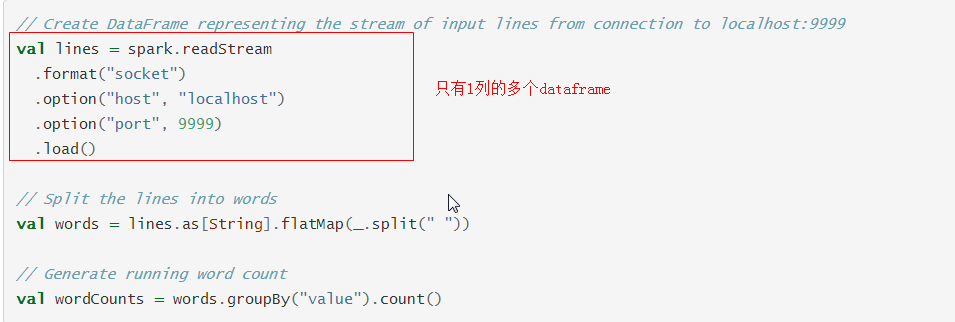 // Create DataFrame representing the stream of input lines from connection to localhost:9999
val lines = spark.readStream
.format("socket")
.option("host", "localhost")
.option("port", 9999)
.load()
只有1列的多个dataframe
// Split the lines into words
val words = lines.as[String].flatMap(_.split(" "))
// Generate running word count
val wordCounts = words.groupBy("value").count()